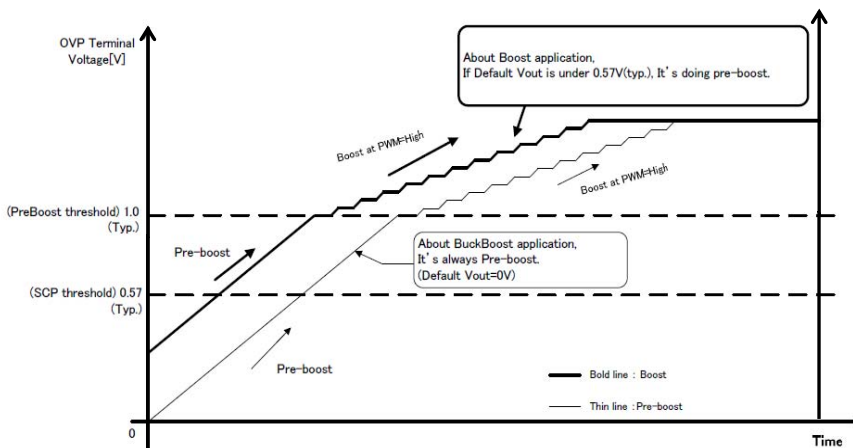 OVP Terminal
Voltage[V]
About Boost application,
If Default Vout is under 0.57V(typ.), It's doing pre-boost.
Boost at PWM=High
Boost at PWM=High
(PreBoost threshold) 1.0
(Typ.)
Pre-boost
About BuckBoost application,
It's always Pre-boost.
(Default Vout=0V)
(SCP threshold) 0.57
(Typ.)
Pre-boost
Bold line : Boost
Thin line : Pre-boost
0
Time